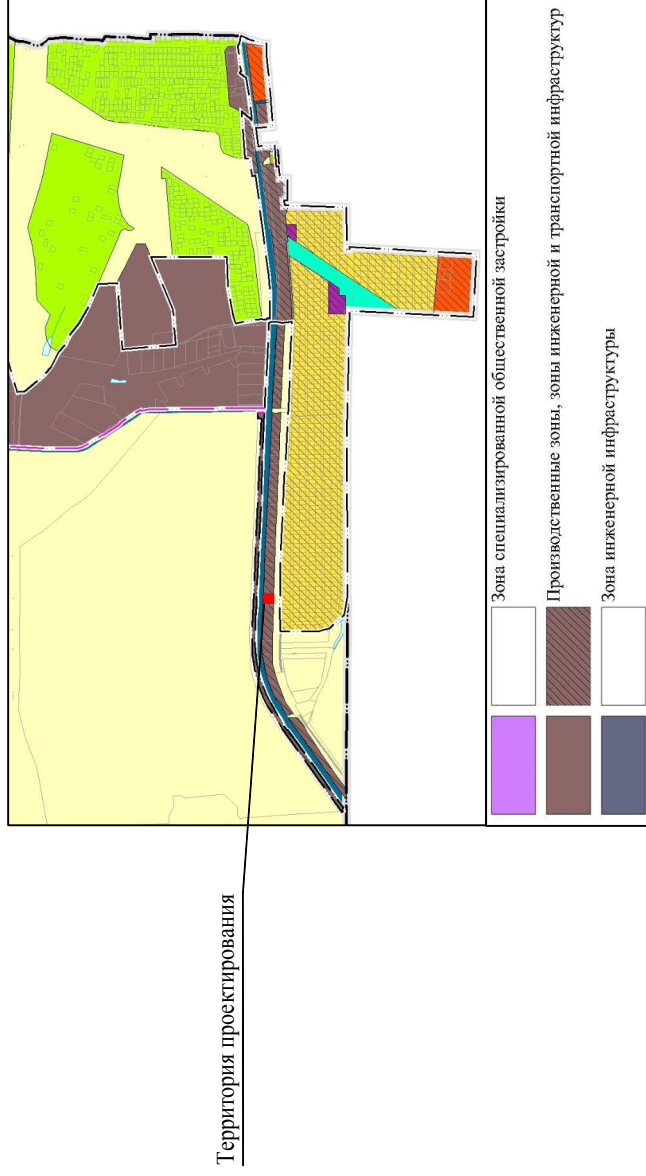 Территория проектирования
Зона специализированной общественной застройки
Производственные зоны, зоны инженерной и транспортной инфраструктур
Зона инженерной инфраструктуры